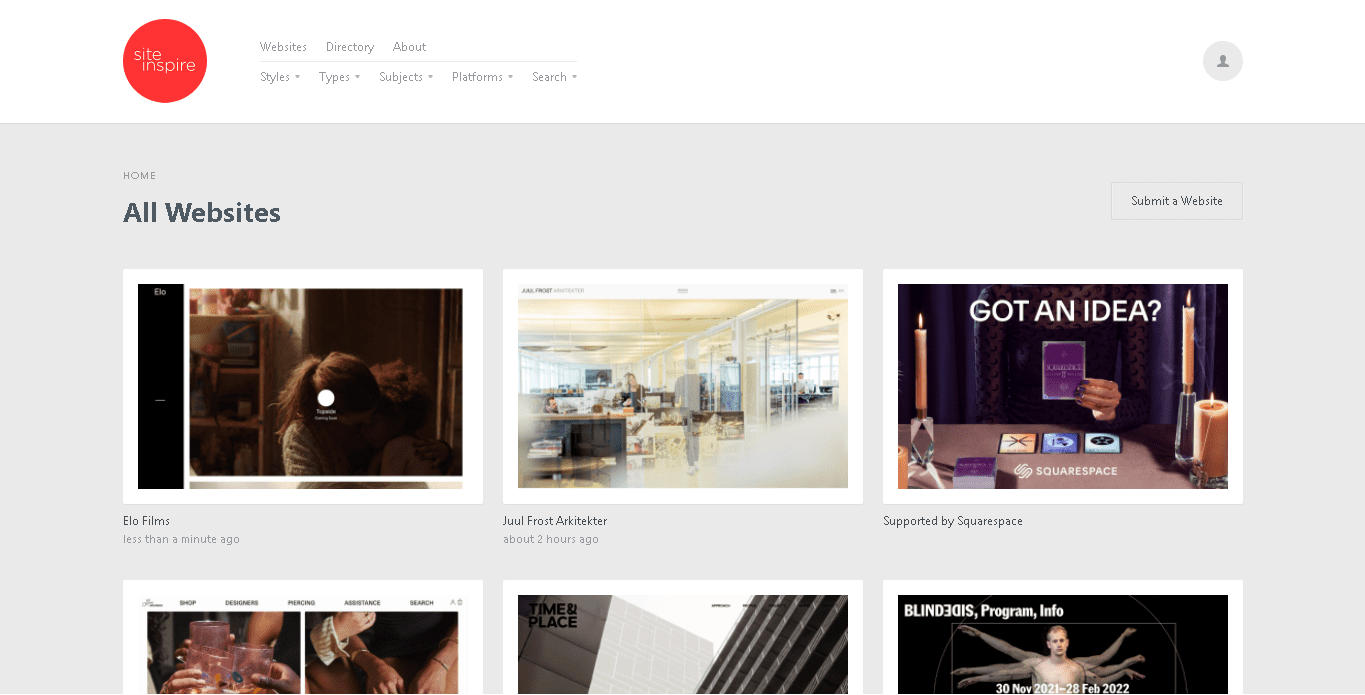 site
inspire
Websites Directory About
Styles Types Subjects Platforms Search
HOME
All Websites
Submit a Website
Elo
Topside
Coming Soon
JUUL FROST ARKITEKTER
GOT AN IDEA?
SQUARESPACE
SQUARESPACE
Elo Films
less than a minute ago
Juul Frost Arkitekter
about 2 hours ago
Supported by Squarespace
SHOP DESIGNERS PIERCING ASSISTANCE SEARCH
TIME&
PLACE
APPROACH
BLINDED, Program, Info
30 Nov 2021–28 Feb 2022